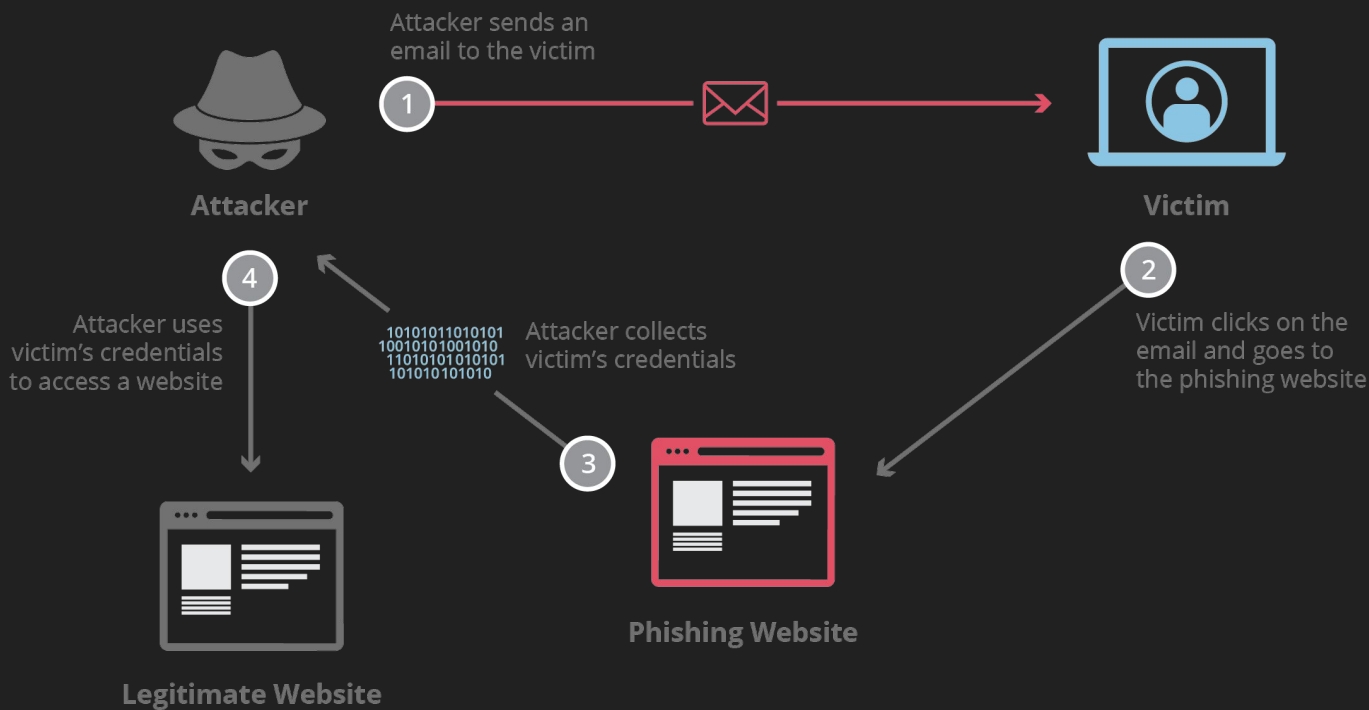 Attacker sends an
email to the victim
1
Attacker
Victim
4
2
Attacker uses
victim’s credentials
to access a website
10101011010101
10010101001010
11010101010101
101010101010
Attacker collects
victim’s credentials
Victim clicks on the
email and goes to
the phishing website
3
Phishing Website
Legitimate Website